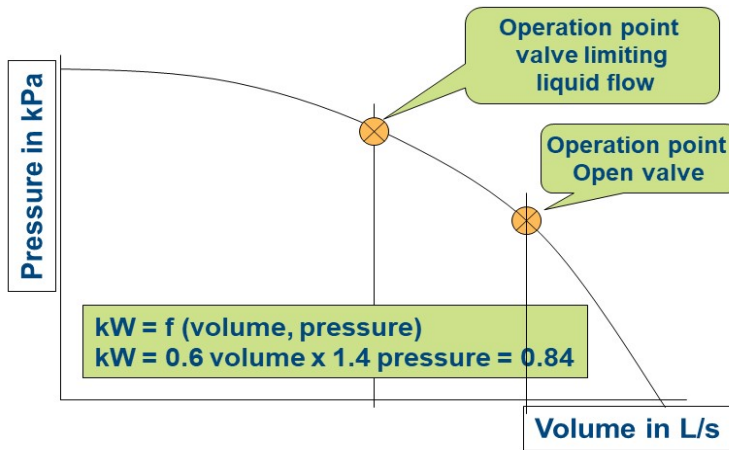 Operation point
valve limiting
liquid flow
Pressure in kPa
Operation point
Open valve
kW = f (volume, pressure)
kW = 0.6 volume x 1.4 pressure = 0.84
Volume in L/s